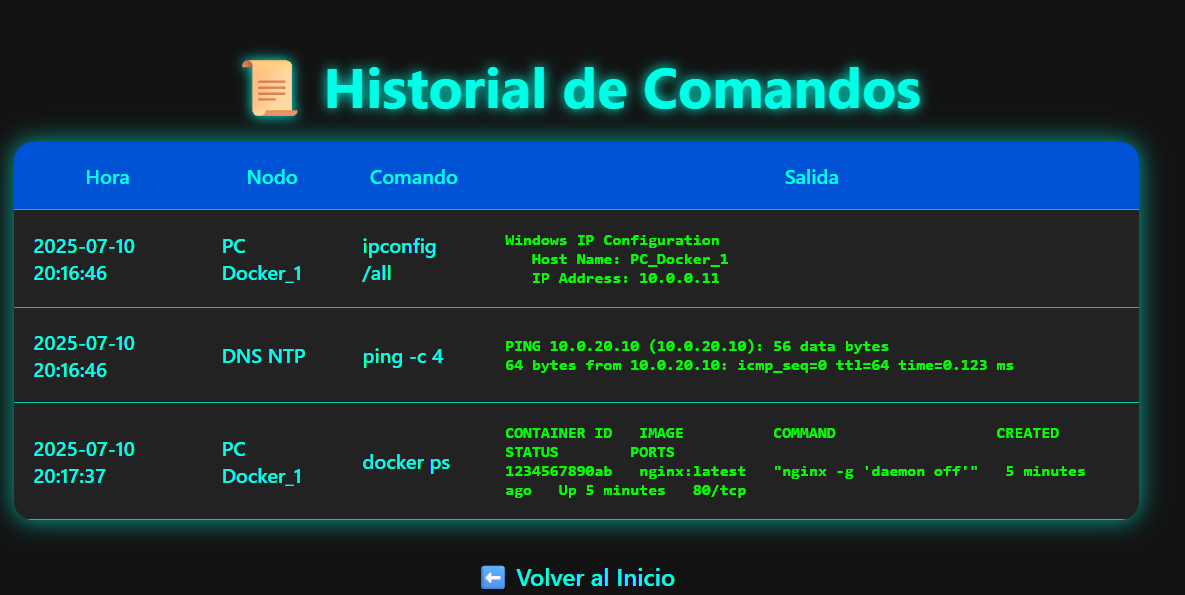 📜 Historial de Comandos
Hora Nodo Comando Salida
2025-07-10
20:16:46
PC
Docker_1
ipconfig
/all
Windows IP Configuration
   Host Name: PC_Docker_1
   IP Address: 10.0.0.11
2025-07-10
20:16:46
DNS NTP
ping -c 4
PING 10.0.20.10 (10.0.20.10): 56 data bytes
64 bytes from 10.0.20.10: icmp_seq=0 ttl=64 time=0.123 ms
2025-07-10
20:17:37
PC
Docker_1
docker ps
CONTAINER ID   IMAGE          COMMAND                  CREATED
STATUS        PORTS
1234567890ab   nginx:latest   "nginx -g 'daemon off'"   5 minutes
ago   Up 5 minutes   80/tcp
⬅️ Volver al Inicio